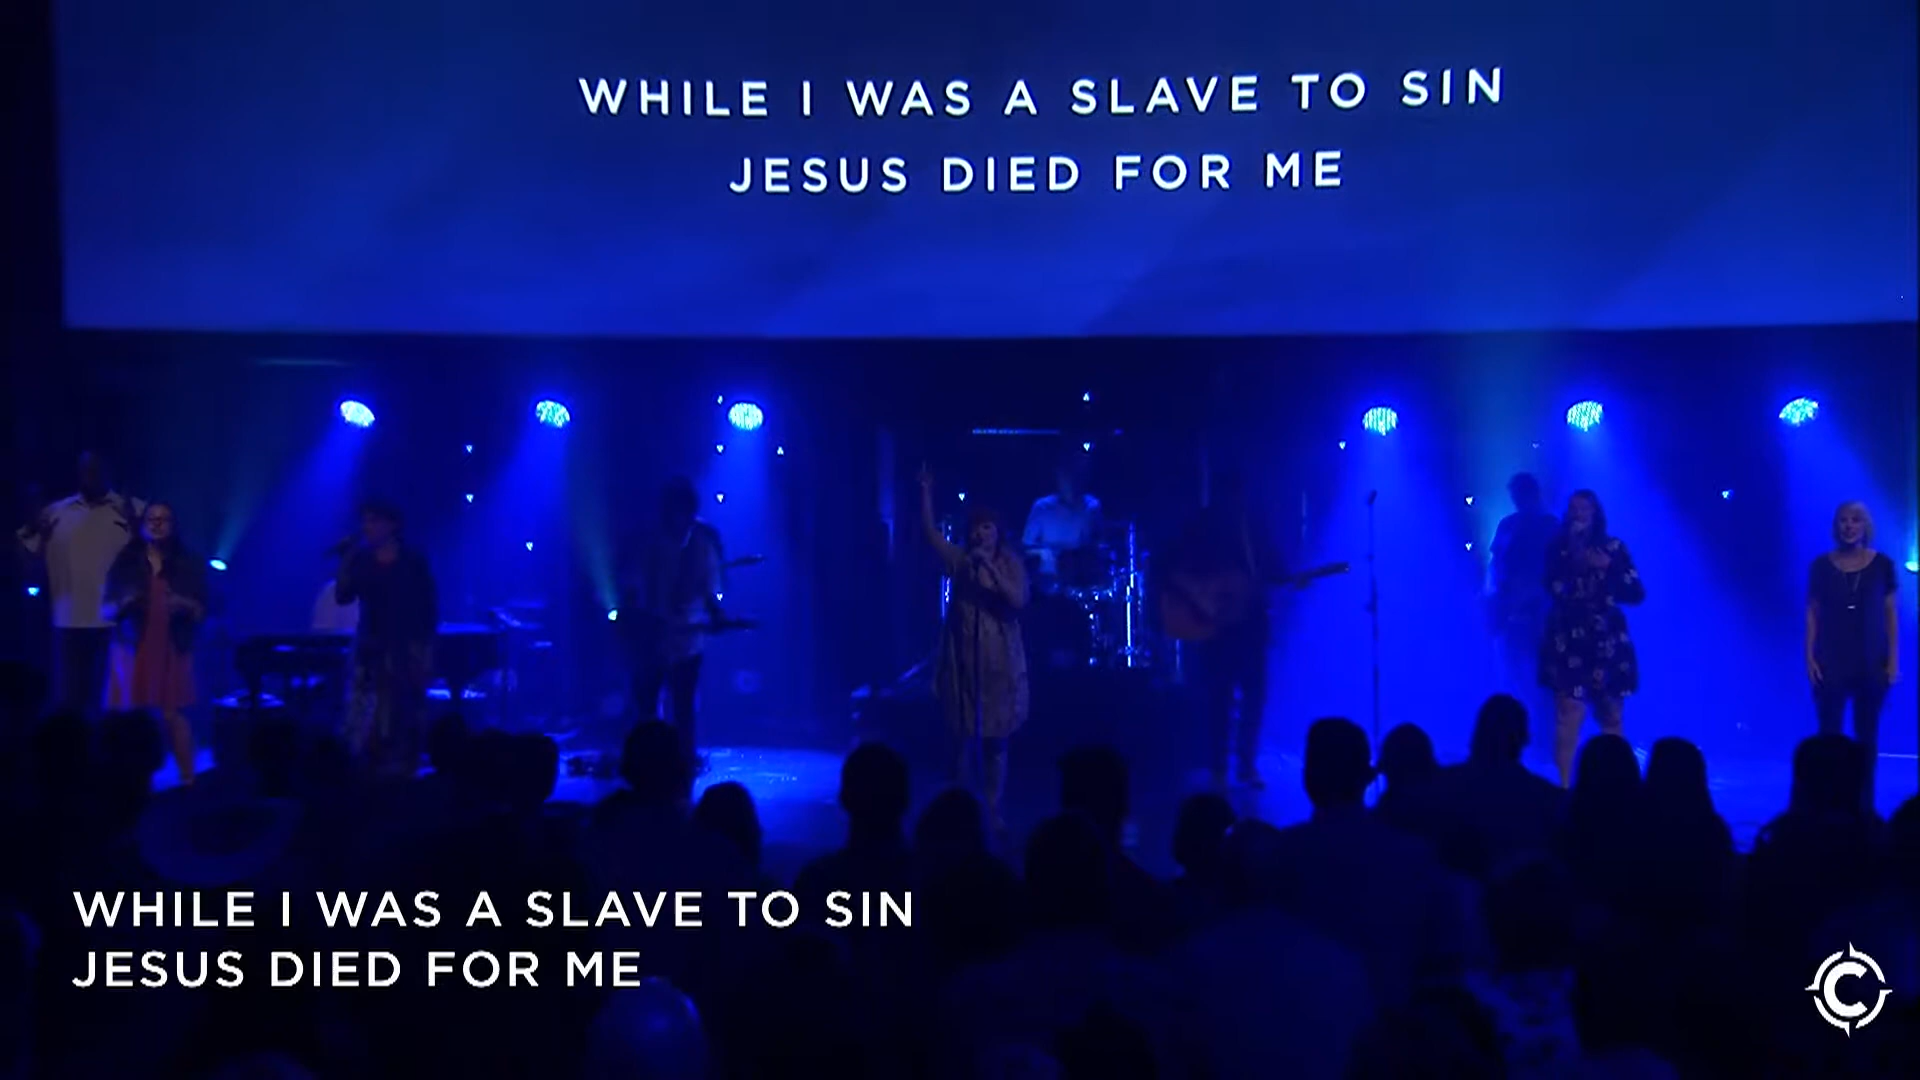 WHILE I WAS A SLAVE TO SIN
JESUS DIED FOR ME
WHILE I WAS A SLAVE TO SIN
JESUS DIED FOR ME
C